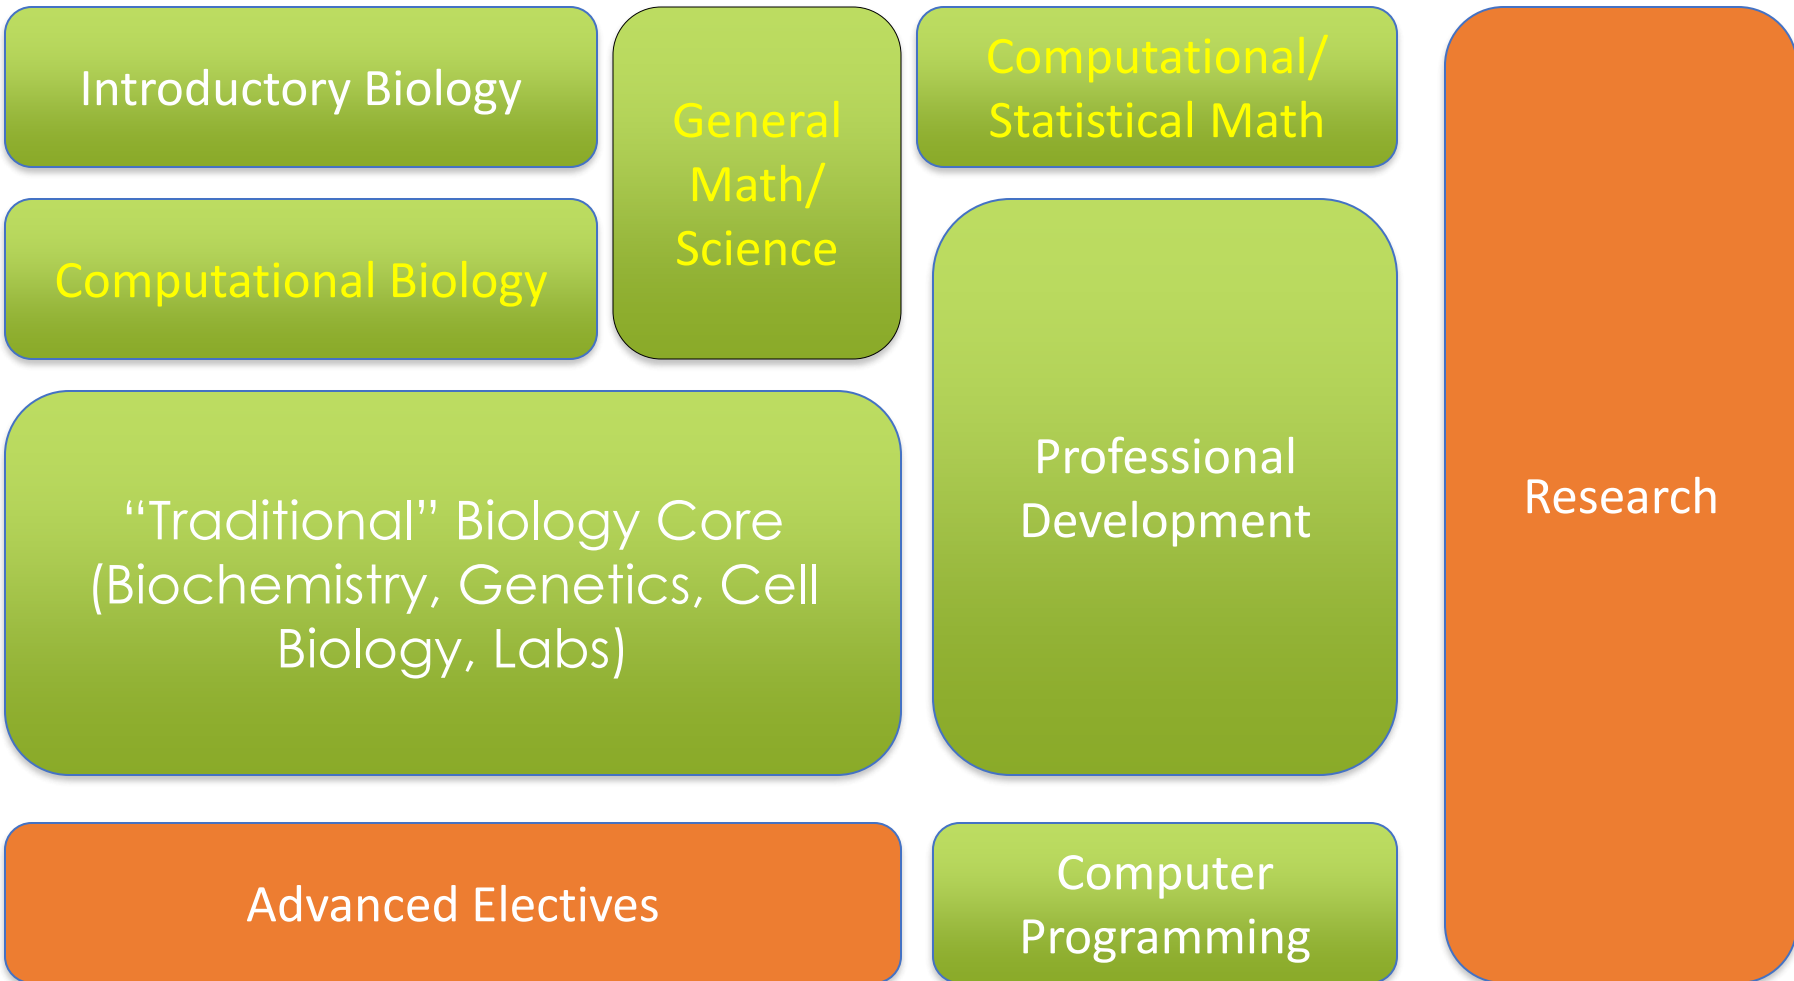 Introductory Biology
General
Math/
Science
Computational/
Statistical Math
Computational Biology
“Traditional” Biology Core
(Biochemistry, Genetics, Cell
Biology, Labs)
Professional
Development
Research
Advanced Electives
Computer
Programming